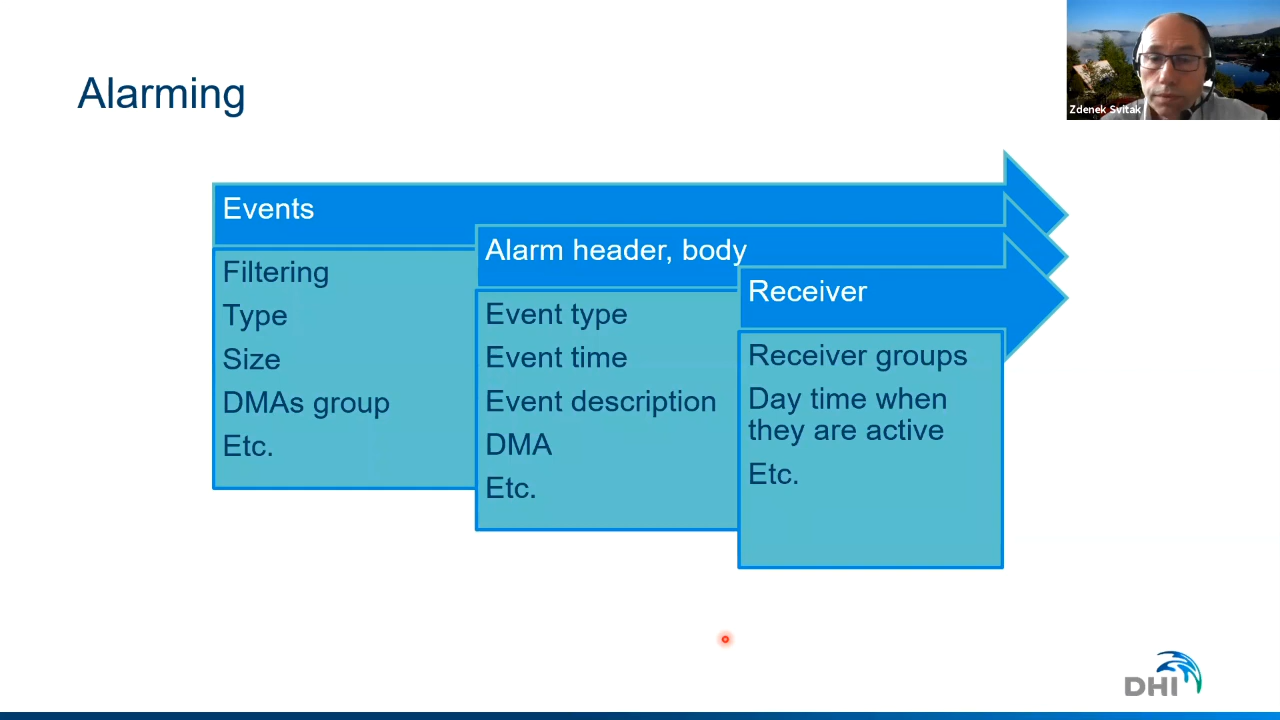 Alarming
Zdenek Svitak
Events
Filtering
Type
Size
DMAs group
Etc.
Alarm header, body
Event type
Event time
Event description
DMA
Etc.
Receiver
Receiver groups
Day time when
they are active
Etc.
DHI